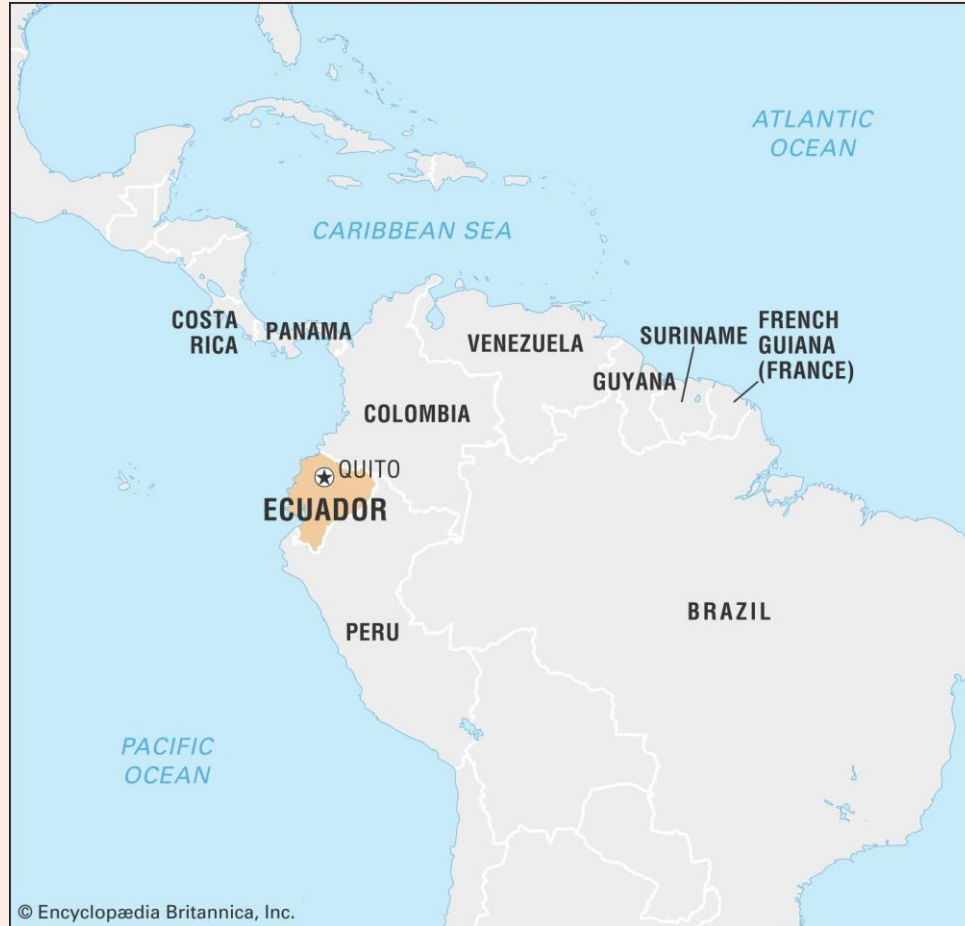 ATLANTIC
OCEAN
CARIBBEAN SEA
COSTA
RICA
PANAMA
VENEZUELA
SURINAME
FRENCH
GUIANA
(FRANCE)
GUYANA
COLOMBIA
QUITO
ECUADOR
PERU
BRAZIL
PACIFIC
OCEAN
© Encyclopædia Britannica, Inc.